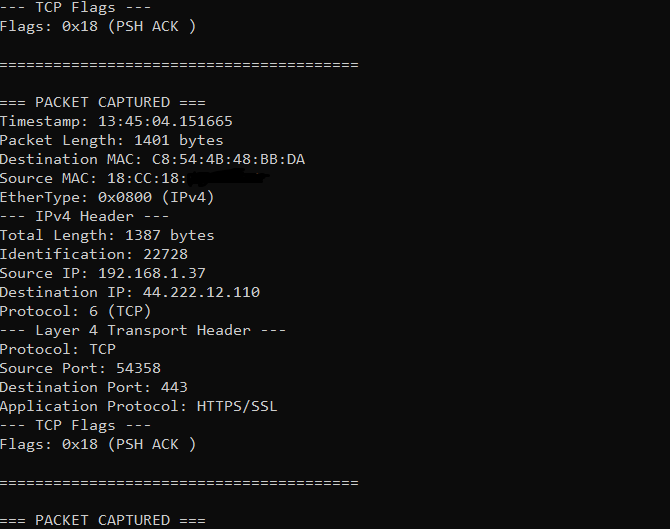 --- TCP Flags ---
Flags: 0x18 (PSH ACK )
========================================
=== PACKET CAPTURED ===
Timestamp: 13:45:04.151665
Packet Length: 1401 bytes
Destination MAC: C8:54:4B:48:BB:DA
Source MAC: 18:CC:18:
EtherType: 0x0800 (IPv4)
--- IPv4 Header ---
Total Length: 1387 bytes
Identification: 22728
Source IP: 192.168.1.37
Destination IP: 44.222.12.110
Protocol: 6 (TCP)
--- Layer 4 Transport Header ---
Protocol: TCP
Source Port: 54358
Destination Port: 443
Application Protocol: HTTPS/SSL
--- TCP Flags ---
Flags: 0x18 (PSH ACK )
========================================
=== PACKET CAPTURED ===